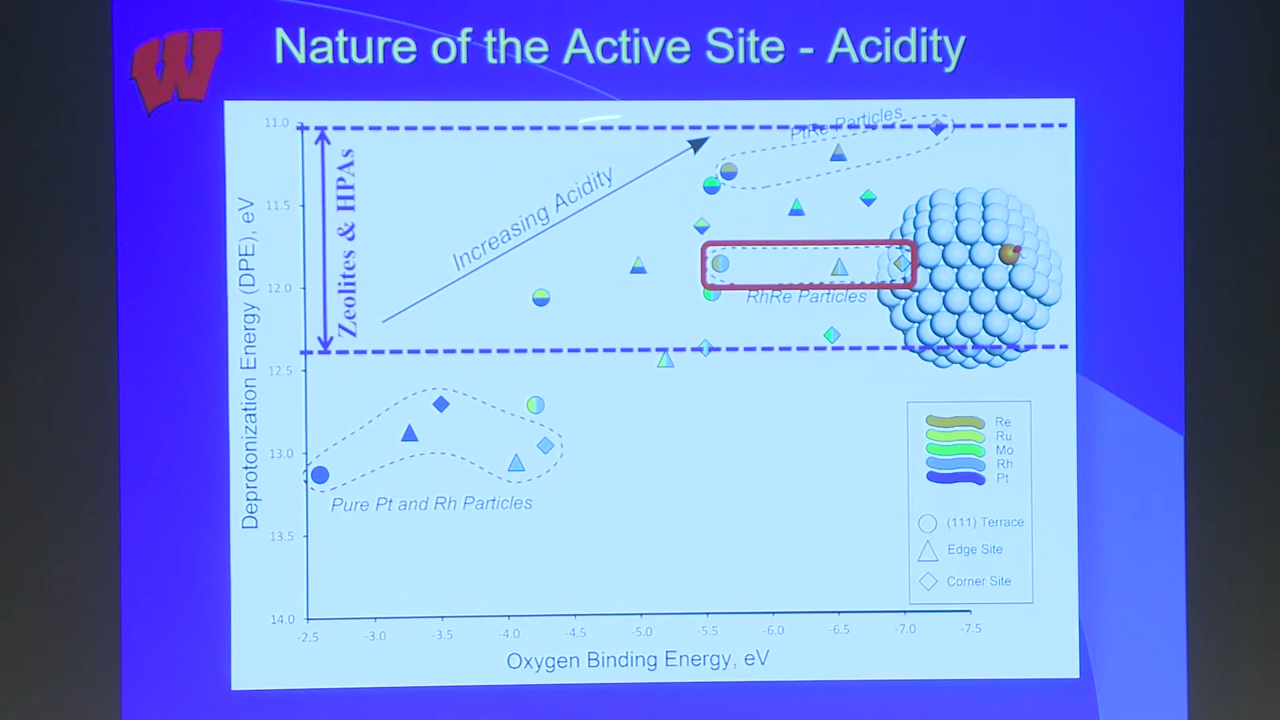 W
Nature of the Active Site - Acidity
11.0
11.5
12.0
12.5
13.0
13.5
14.0
Deprotonization Energy (DPE), eV
Zeolites & HPAs
Increasing Acidity
PtRe Particles
RhRe Particles
Pure Pt and Rh Particles
Re
Ru
Mo
Rh
Pt
(111) Terrace
Edge Site
Corner Site
-2.5 -3.0 -3.5 -4.0 -4.5 -5.0 -5.5 -6.0 -6.5 -7.0 -7.5
Oxygen Binding Energy, eV